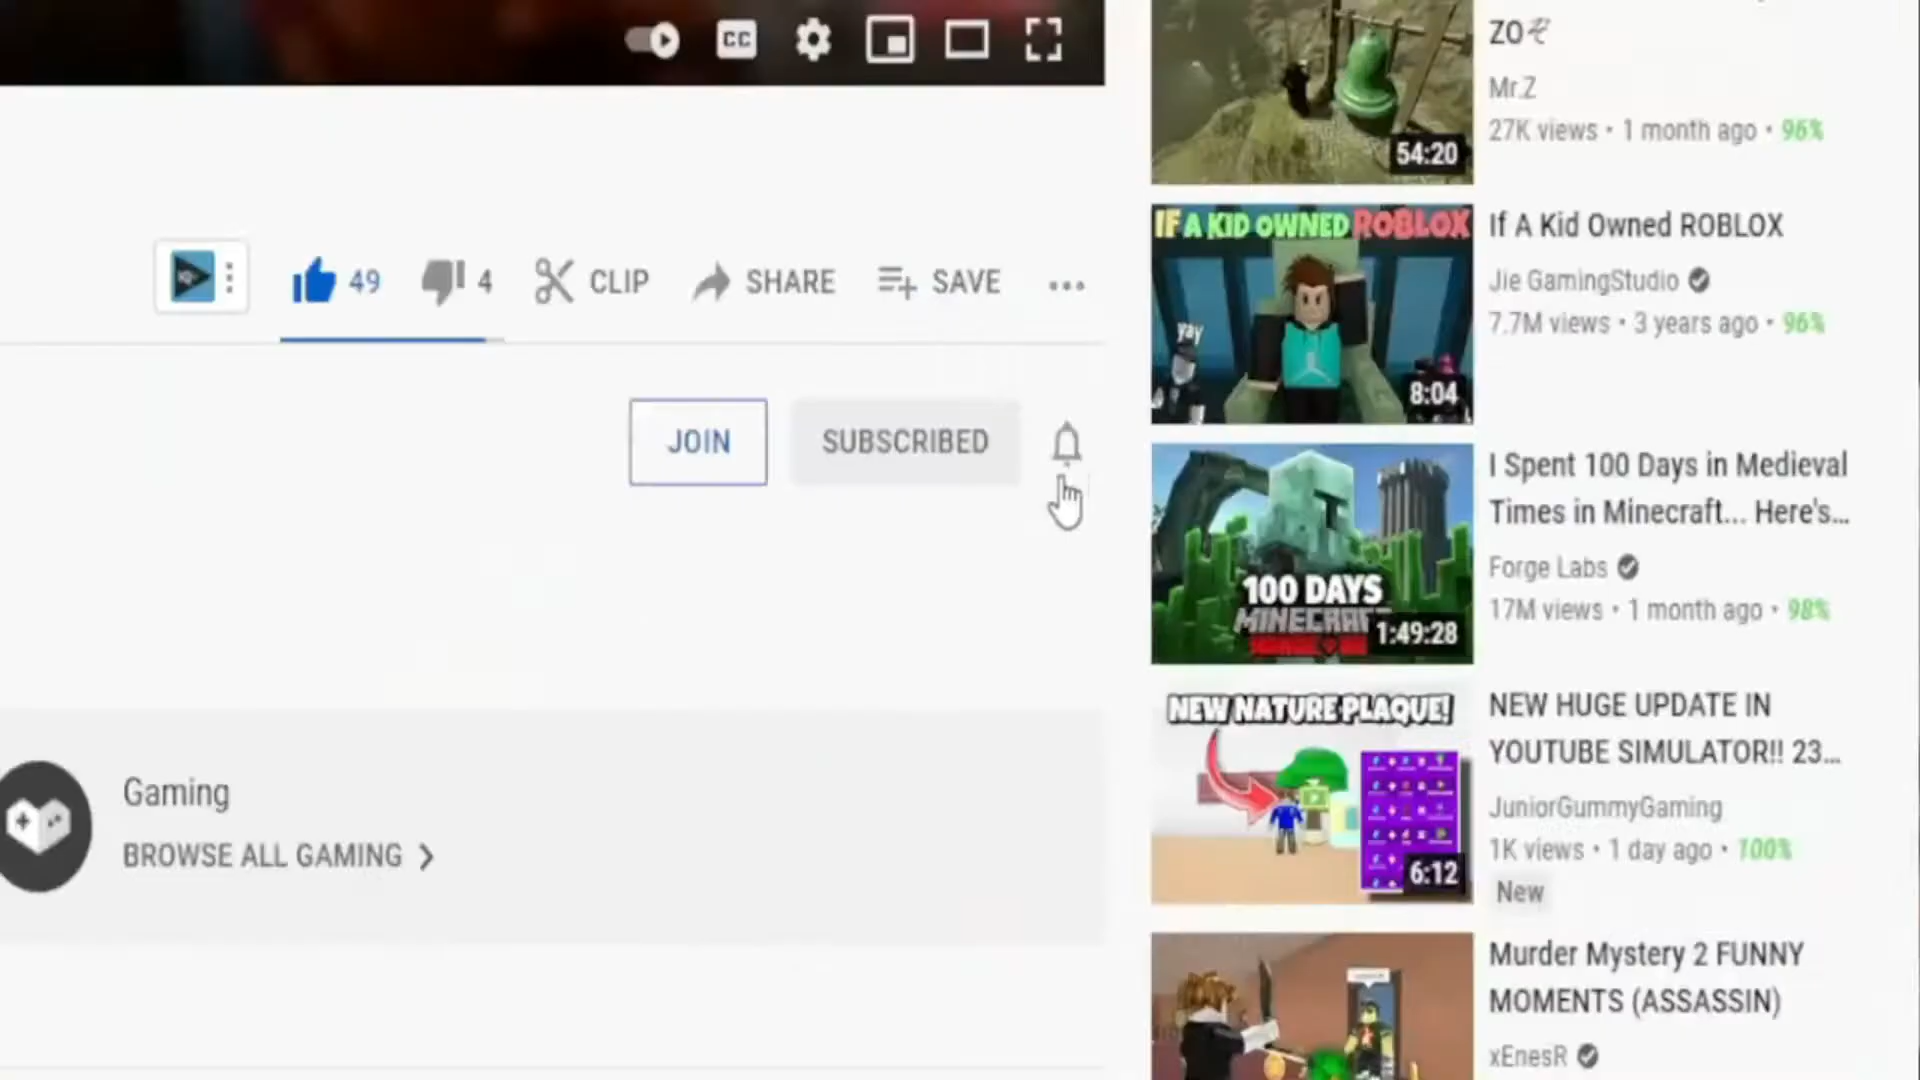 CC
ZOぞ
Mr.Z
27K views • 1 month ago • 96%
54:20
49
4
CLIP
SHARE
SAVE
IF A KID OWNED ROBLOX
yay
8:04
If A Kid Owned ROBLOX
Jie GamingStudio
7.7M views • 3 years ago • 96%
JOIN
SUBSCRIBED
100 DAYS
MINECRAFT
1:49:28
I Spent 100 Days in Medieval
Times in Minecraft... Here's...
Forge Labs
17M views • 1 month ago • 98%
NEW NATURE PLAQUE!
6:12
NEW HUGE UPDATE IN
YOUTUBE SIMULATOR!! 23...
JuniorGummyGaming
1K views • 1 day ago • 100%
New
Gaming
BROWSE ALL GAMING
Murder Mystery 2 FUNNY
MOMENTS (ASSASSIN)
xEnesR